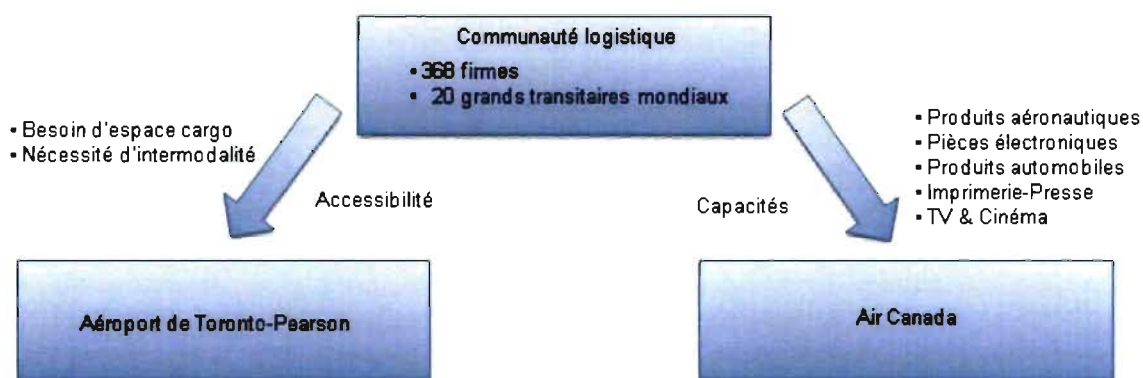 Communauté logistique
▪ 368 firmes
▪ 20 grands transitaires mondiaux
▪ Besoin d'espace cargo
▪ Nécessité d'intermodalité
Accessibilité
Capacités
▪ Produits aéronautiques
▪ Pièces électroniques
▪ Produits automobiles
▪ Imprimerie-Presse
▪ TV & Cinéma
Aéroport de Toronto-Pearson
Air Canada